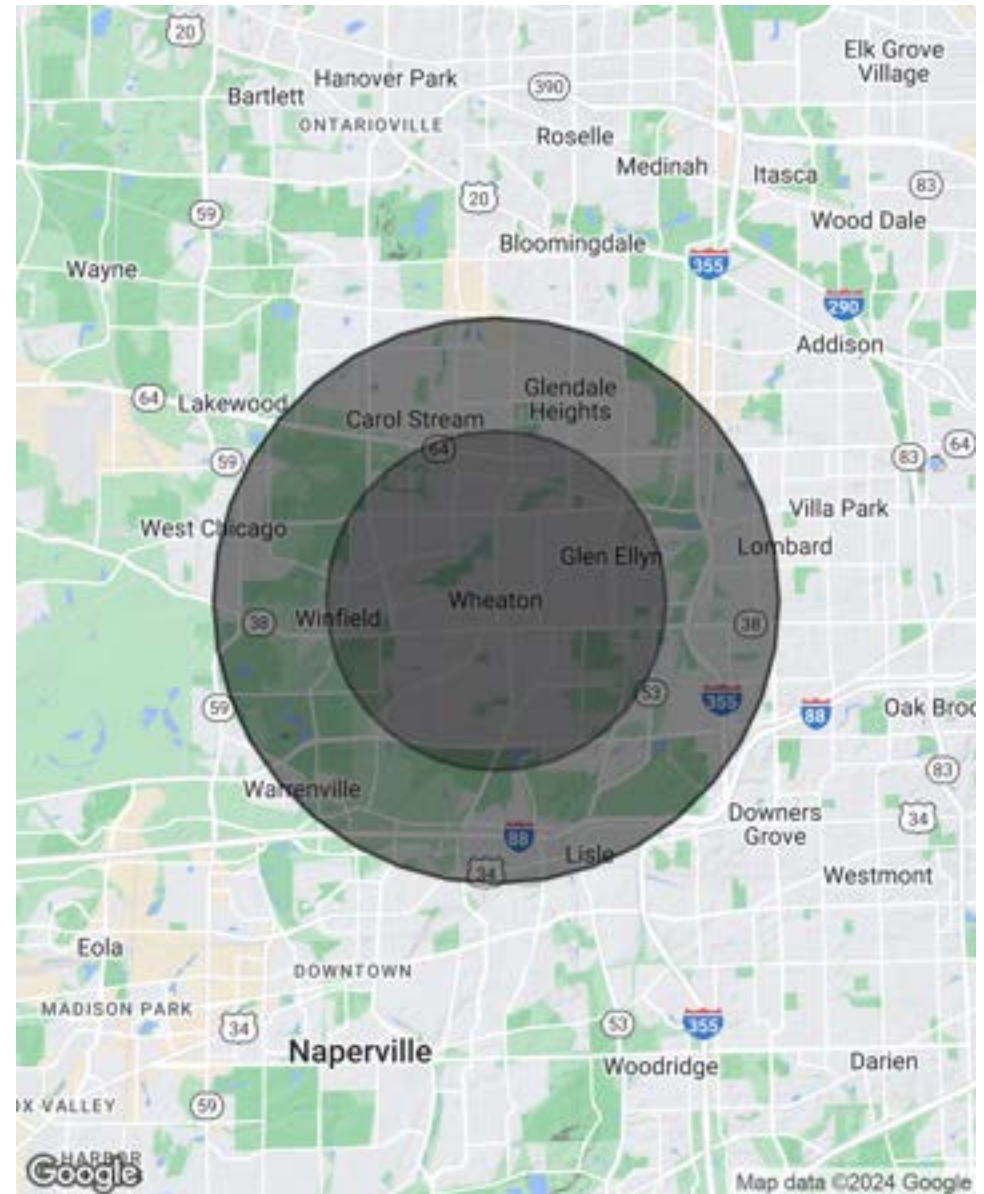 20
Elk Grove
Village
Hanover Park
390
Bartlett
ONTARIOVILLE
Roselle
Medinah
Itasca
83
20
59
Wood Dale
Bloomingdale
355
Wayne
290
Addison
Glendale
Heights
64
Lakewood
Carol Stream
64
83
64
59
Villa Park
West Chicago
Lombard
Glen Ellyn
Wheaton
38
Winfield
38
53
355
59
88
Oak Broo
83
Warrenville
34
Downers
Grove
88
Lisle
34
Westmont
Eola
DOWNTOWN
MADISON PARK
34
53
355
Naperville
Woodridge
Darien
OX VALLEY
59
HARBOR
Google
Map data ©2024 Google